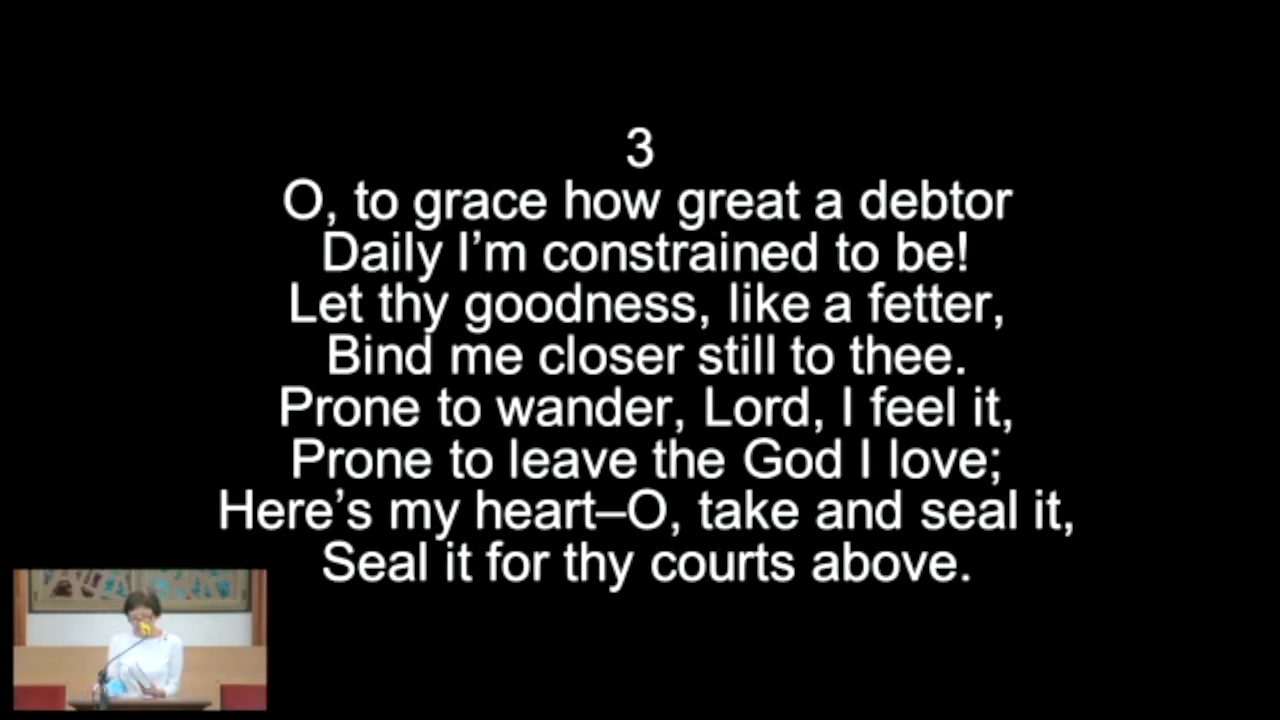 3
O, to grace how great a debtor
Daily I’m constrained to be!
Let thy goodness, like a fetter,
Bind me closer still to thee.
Prone to wander, Lord, I feel it,
Prone to leave the God I love;
Here’s my heart–O, take and seal it,
Seal it for thy courts above.